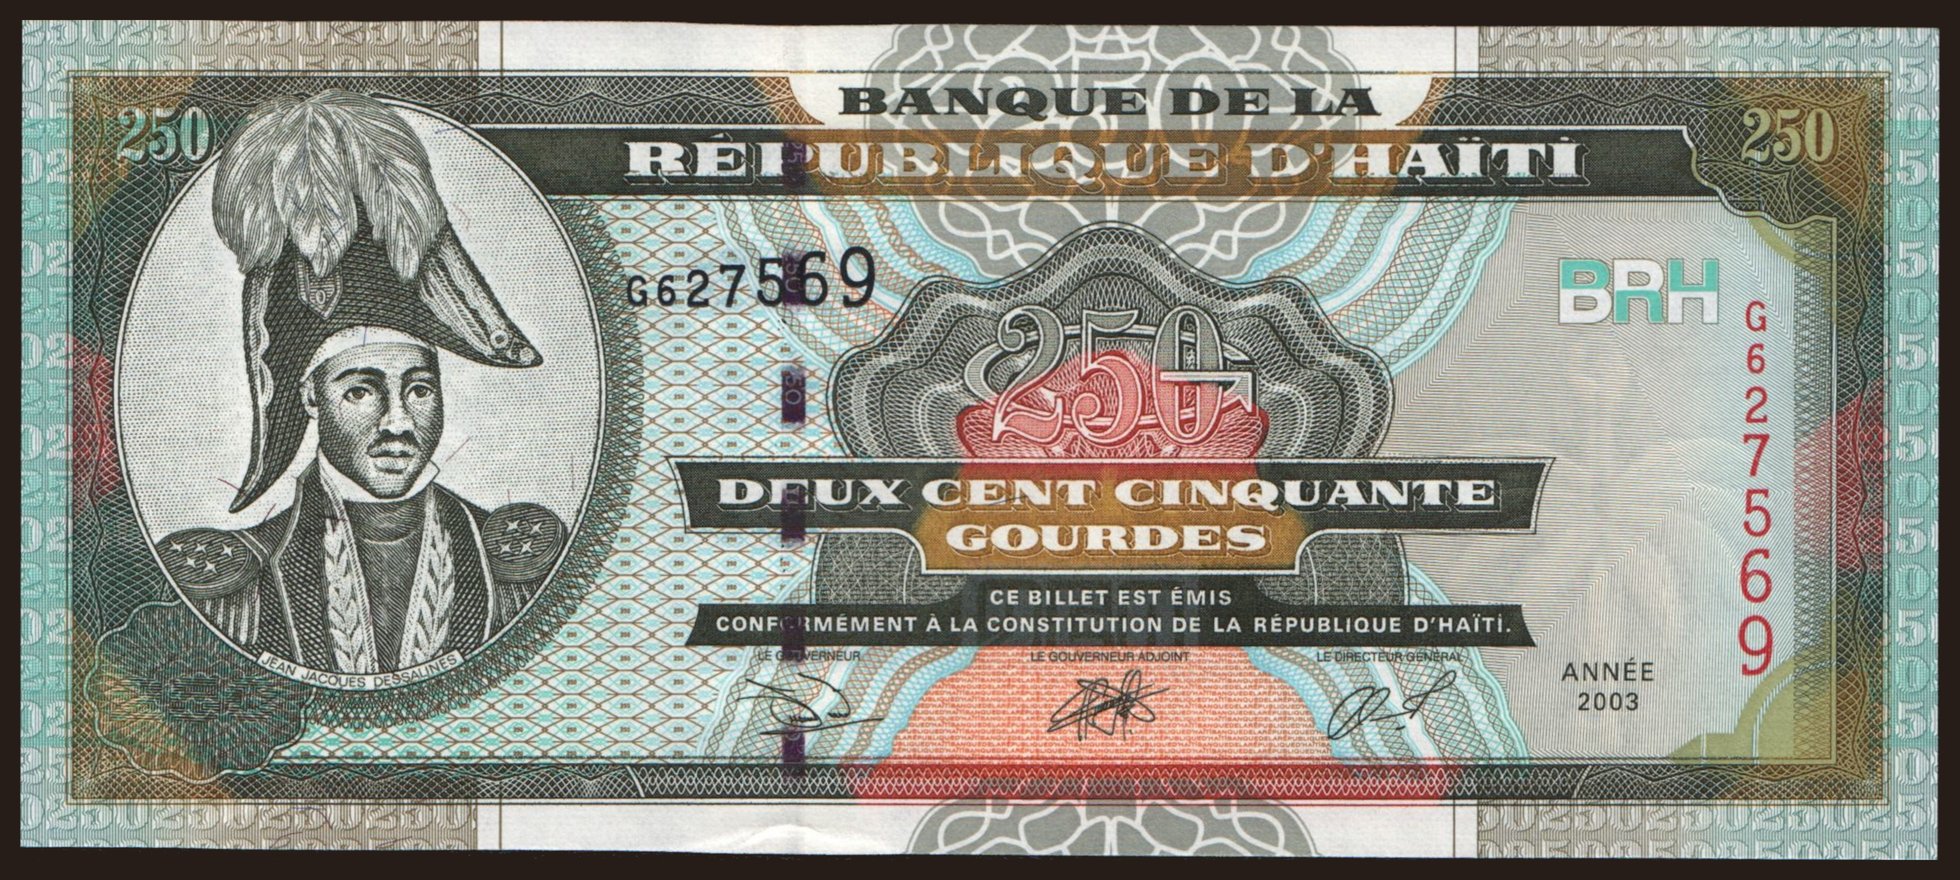 250
BANQUE DE LA
250
RÉPUBLIQUE D'HAÏTI
G627569
BRH
G627569
250
DEUX CENT CINQUANTE
GOURDES
CE BILLET EST ÉMIS
CONFORMÉMENT À LA CONSTITUTION DE LA RÉPUBLIQUE D'HAÏTI.
LE GOUVERNEUR
LE GOUVERNEUR ADJOINT
LE DIRECTEUR GÉNÉRAL
JEAN JACQUES DESSALINES
ANNÉE
2003